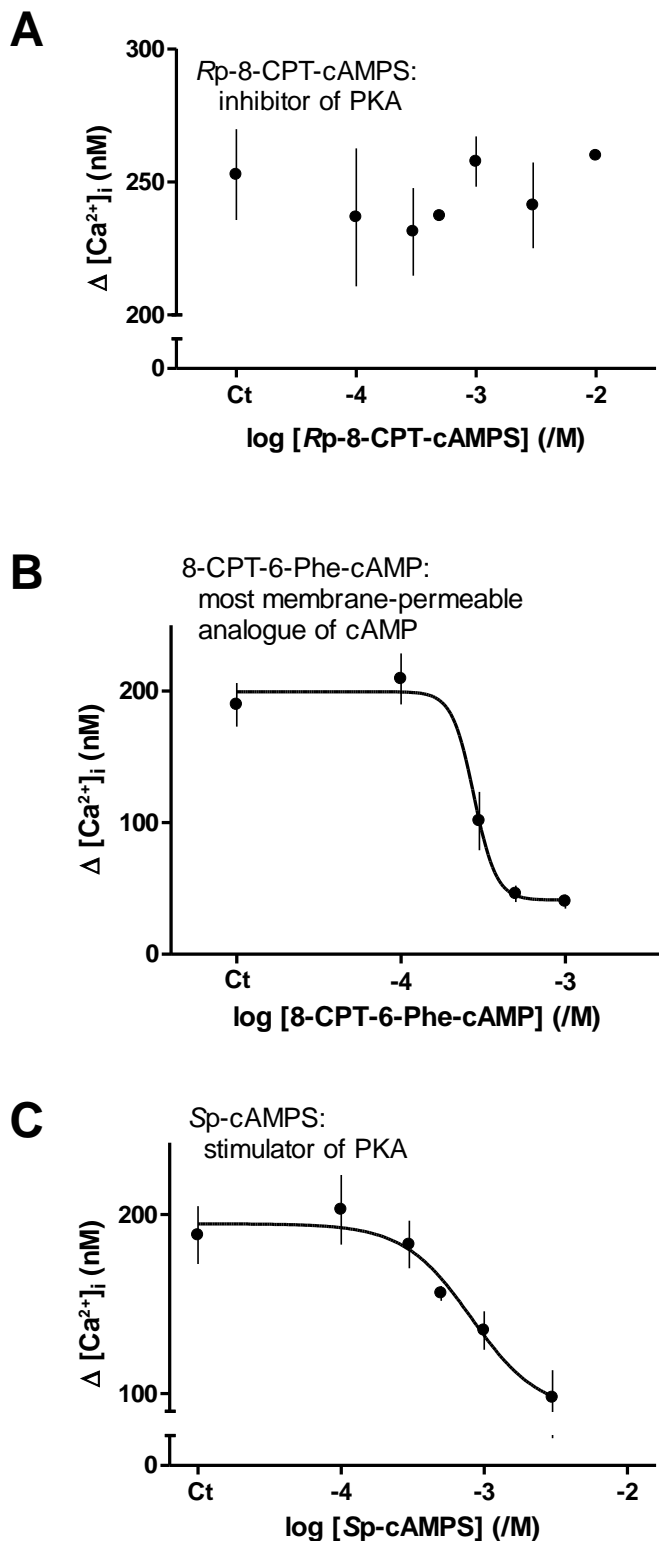 A
Rp-8-CPT-cAMPS:
inhibitor of PKA
300
250
200
0
Δ [Ca²⁺]ᵢ (nM)
Ct
-4
-3
-2
log [Rp-8-CPT-cAMPS] (/M)
B
8-CPT-6-Phe-cAMP:
most membrane-permeable
analogue of cAMP
200
100
0
Δ [Ca²⁺]ᵢ (nM)
Ct
-4
-3
log [8-CPT-6-Phe-cAMP] (/M)
C
Sp-cAMPS:
stimulator of PKA
200
100
0
Δ [Ca²⁺]ᵢ (nM)
Ct
-4
-3
-2
log [Sp-cAMPS] (/M)